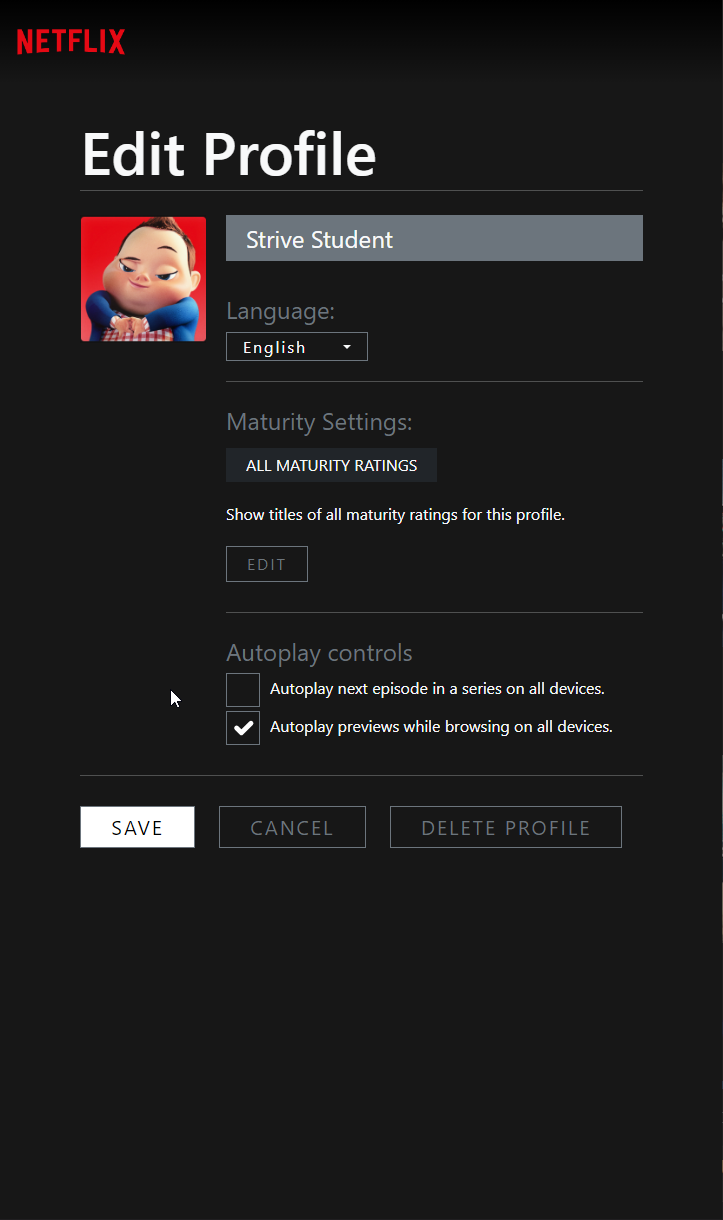 NETFLIX
Edit Profile
Strive Student
Language:
English
Maturity Settings:
ALL MATURITY RATINGS
Show titles of all maturity ratings for this profile.
EDIT
Autoplay controls
Autoplay next episode in a series on all devices.
Autoplay previews while browsing on all devices.
SAVE CANCEL DELETE PROFILE